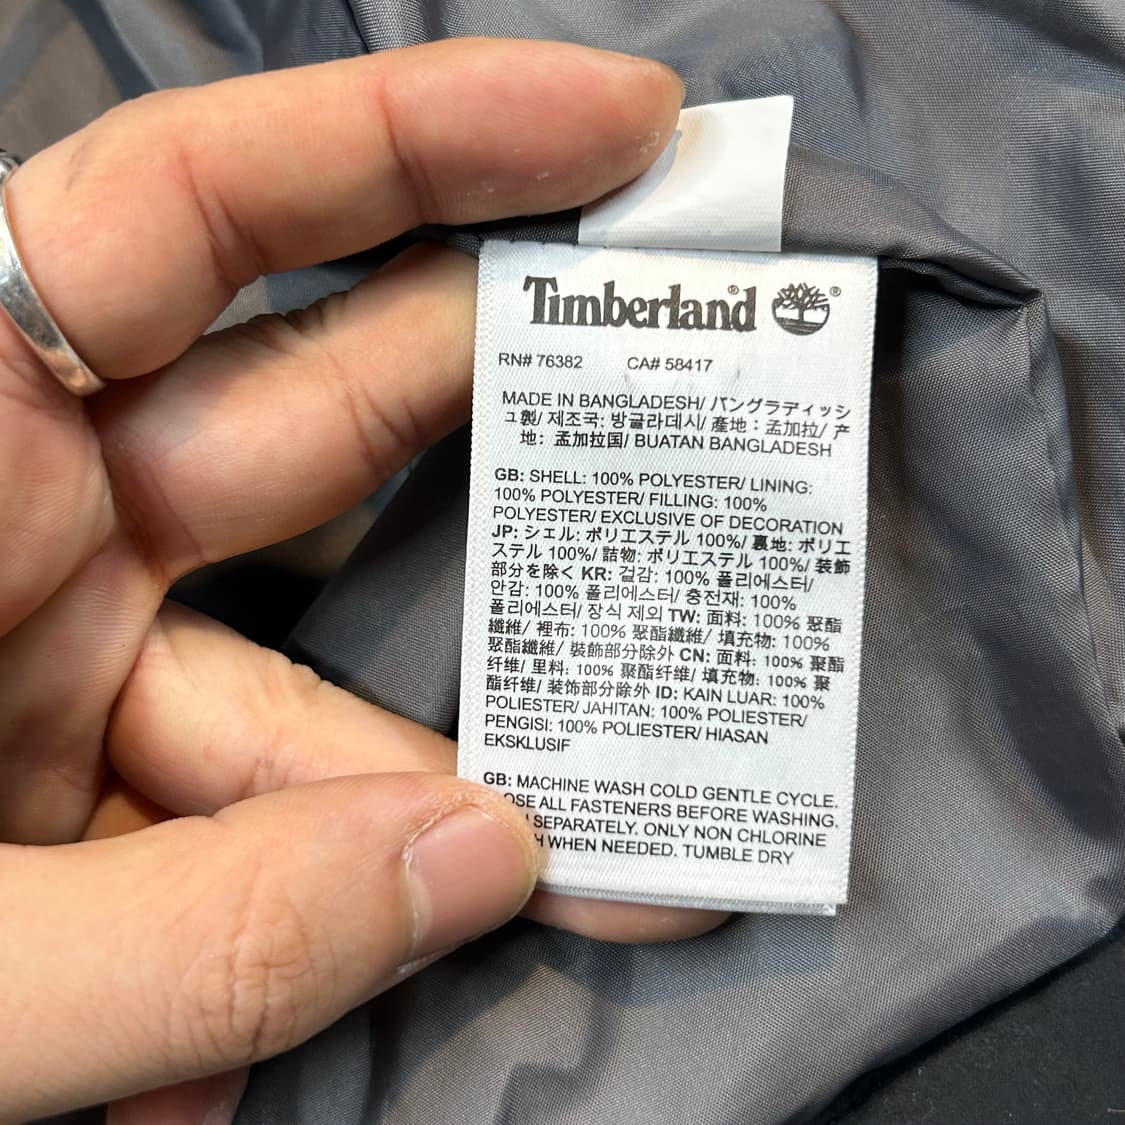 Timberland® ®
RN# 76382 CA# 58417
MADE IN BANGLADESH/ バングラディッシ
ュ製/ 제조국: 방글라데시/ 產地：孟加拉/ 产
地：孟加拉国/ BUATAN BANGLADESH
GB: SHELL: 100% POLYESTER/ LINING:
100% POLYESTER/ FILLING: 100%
POLYESTER/ EXCLUSIVE OF DECORATION
JP: シェル: ポリエステル 100%/ 裏地: ポリエ
ステル 100%/ 詰物: ポリエステル 100%/ 装飾
部分を除く KR: 겉감: 100% 폴리에스터/
안감: 100% 폴리에스터/ 충전재: 100%
폴리에스터/ 장식 제외 TW: 面料: 100% 聚酯
纖維/ 裡布: 100% 聚酯纖維/ 填充物: 100%
聚酯纖維/ 裝飾部分除外 CN: 面料: 100% 聚酯
纤维/ 里料: 100% 聚酯纤维/ 填充物: 100% 聚
酯纤维/ 装饰部分除外 ID: KAIN LUAR: 100%
POLIESTER/ JAHITAN: 100% POLIESTER/
PENGISI: 100% POLIESTER/ HIASAN
EKSKLUSIF
GB: MACHINE WASH COLD GENTLE CYCLE.
OSE ALL FASTENERS BEFORE WASHING.
SEPARATELY. ONLY NON CHLORINE
H WHEN NEEDED. TUMBLE DRY